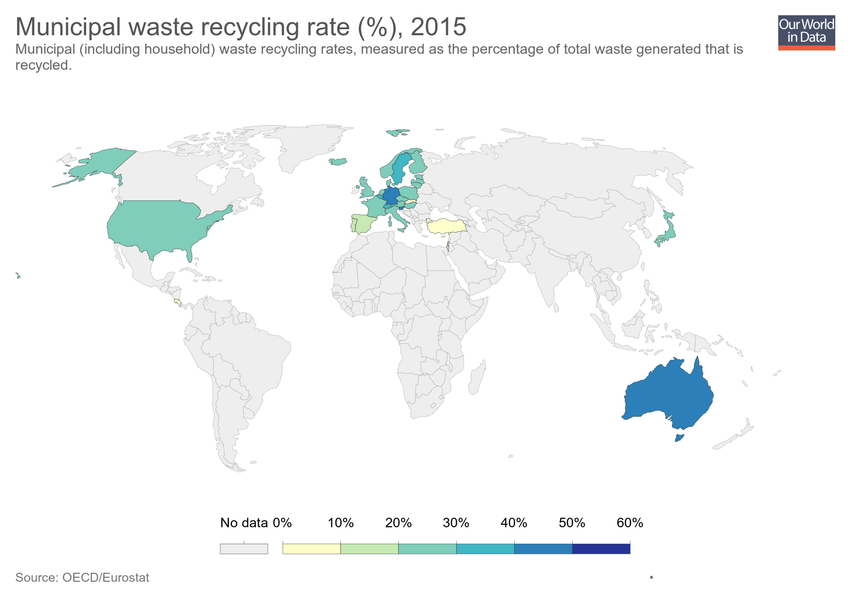 Municipal waste recycling rate (%), 2015
Our World
in Data
Municipal (including household) waste recycling rates, measured as the percentage of total waste generated that is
recycled.
No data 0% 10% 20% 30% 40% 50% 60%
Source: OECD/Eurostat